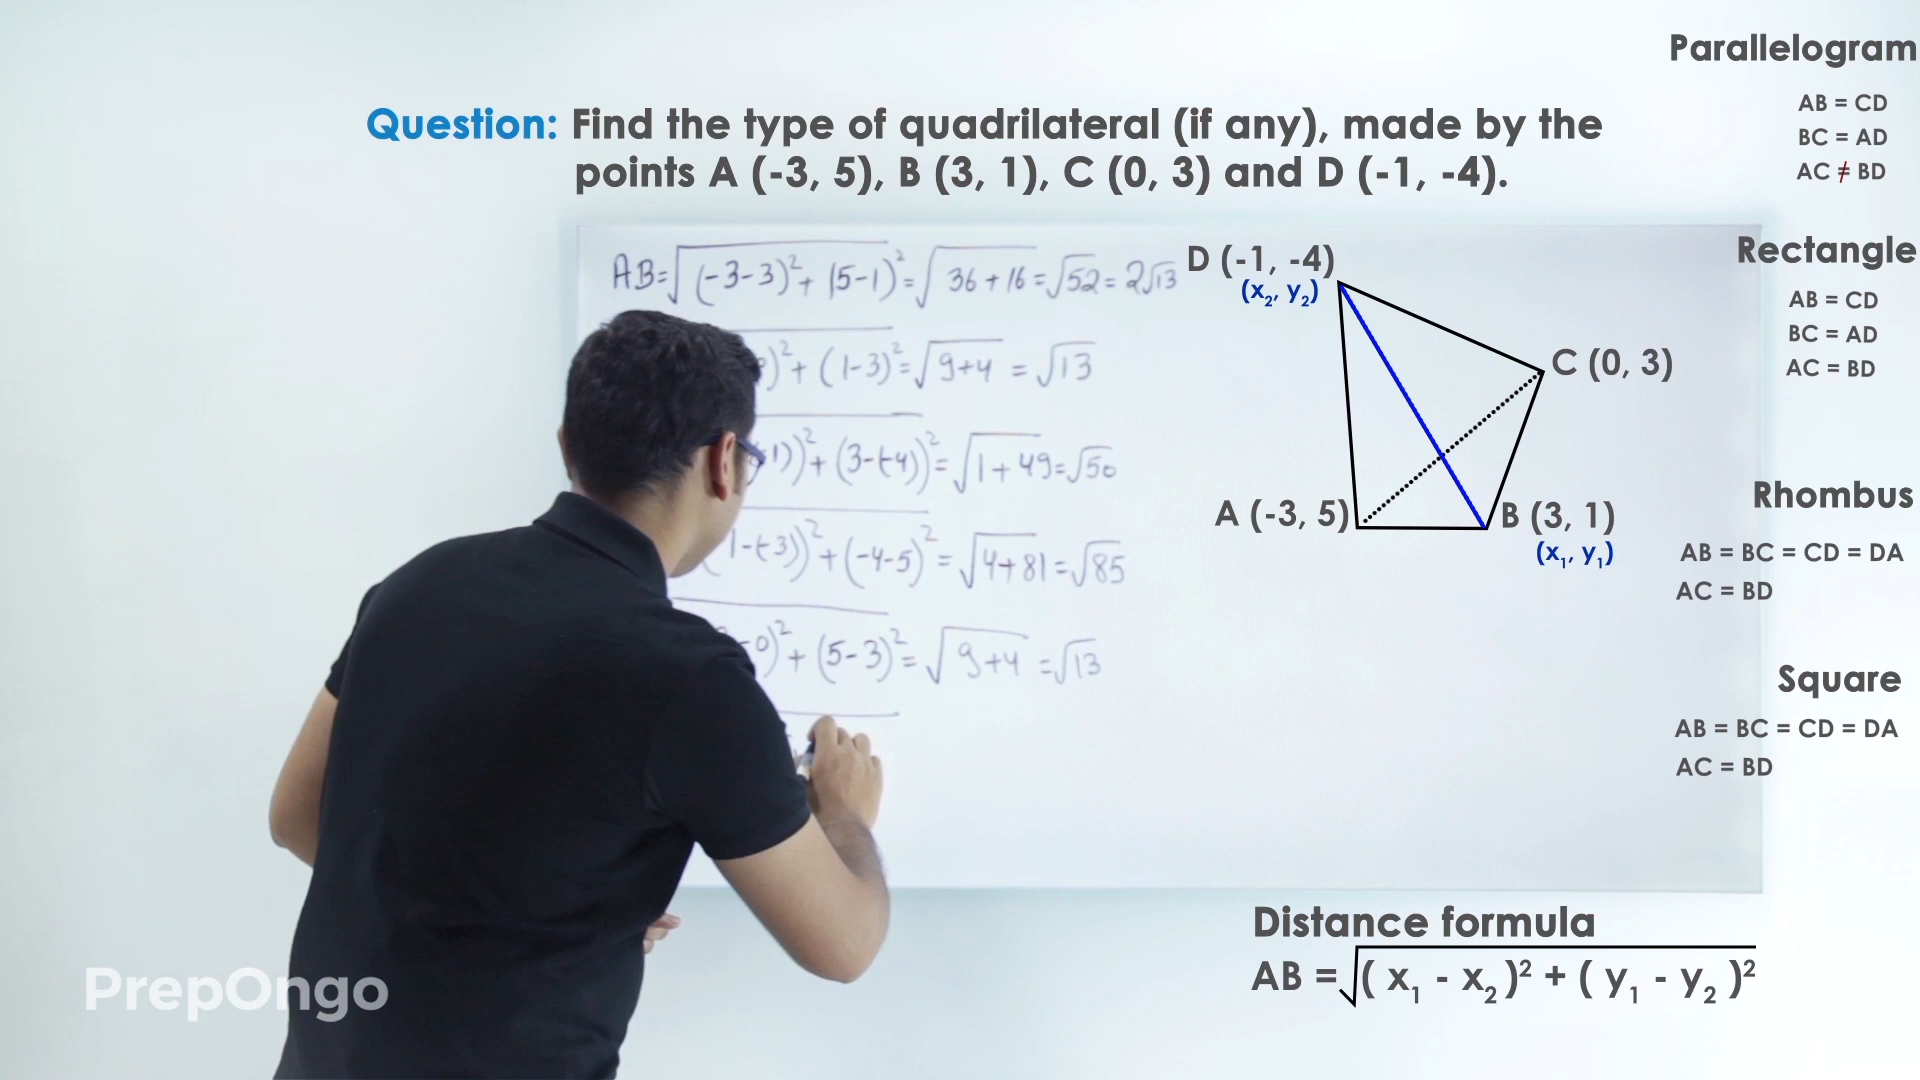 Parallelogram
AB = CD
BC = AD
AC ≠ BD
Question: Find the type of quadrilateral (if any), made by the
points A (-3, 5), B (3, 1), C (0, 3) and D (-1, -4).
AB=√(-3-3)²+(5-1)²=√36+16=√52=2√13
)²+(1-3)²=√9+4=√13
1))²+(3-(-4))²=√1+49=√50
1-(-3))²+(-4-5)²=√4+81=√85
-0)²+(5-3)²=√9+4=√13
D (-1, -4)
(x₂, y₂)
C (0, 3)
A (-3, 5)
B (3, 1)
(x₁, y₁)
Rectangle
AB = CD
BC = AD
AC = BD
Rhombus
AB = BC = CD = DA
AC = BD
Square
AB = BC = CD = DA
AC = BD
Distance formula
AB = √( x₁ - x₂ )² + ( y₁ - y₂ )²
PrepOngo